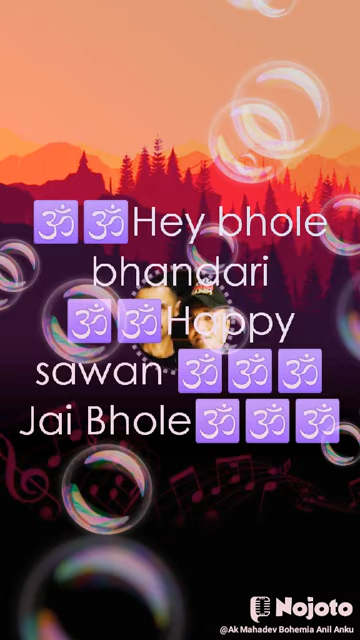 🕉🕉Hey bhole
bhandari
🕉🕉Happy
sawan 🕉🕉🕉
Jai Bhole🕉🕉🕉
Nojoto
@Ak Mahadev Bohemia Anil Anku